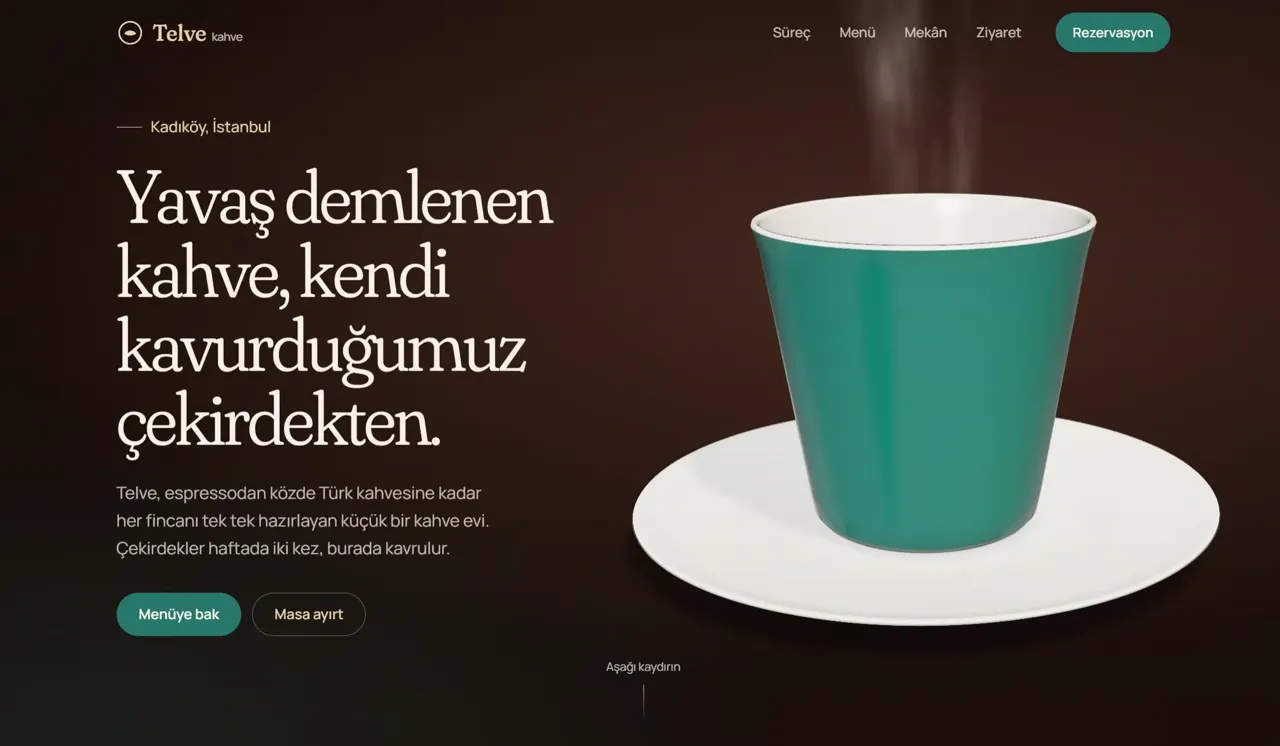 Telve kahve
Süreç Menü Mekân Ziyaret Rezervasyon
Kadıköy, İstanbul
Yavaş demlenen
kahve, kendi
kavurduğumuz
çekirdekten.
Telve, espressodan közde Türk kahvesine kadar
her fincanı tek tek hazırlayan küçük bir kahve evi.
Çekirdekler haftada iki kez, burada kavrulur.
Menüye bak Masa ayırt
Aşağı kaydırın